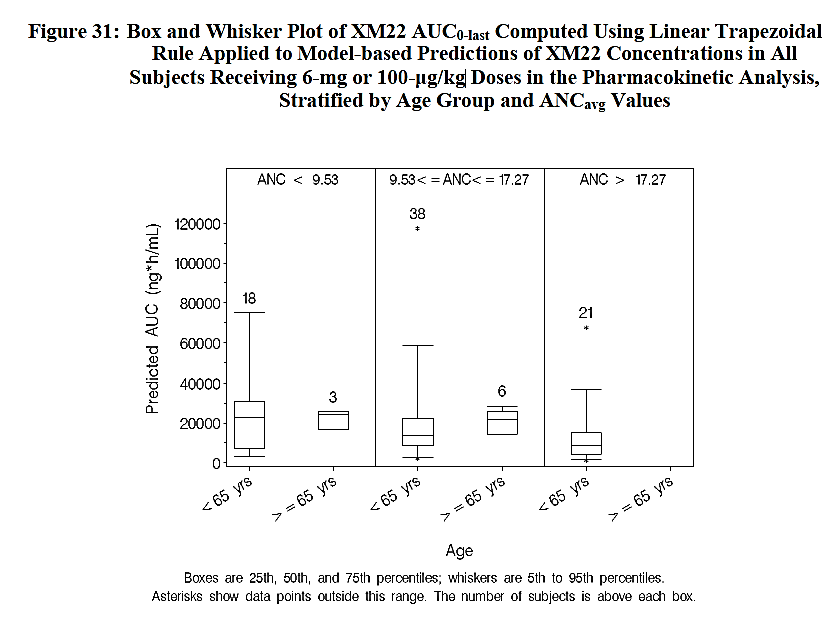 Figure 31: Box and Whisker Plot of XM22 AUC0-last Computed Using Linear Trapezoidal
Rule Applied to Model-based Predictions of XM22 Concentrations in All
Subjects Receiving 6-mg or 100-µg/kg Doses in the Pharmacokinetic Analysis,
Stratified by Age Group and ANCavg Values
ANC < 9.53
9.53< =ANC< = 17.27
ANC > 17.27
Predicted AUC (ng*h/mL)
120000
100000
80000
60000
40000
20000
0
18
3
38
6
21
< 65 yrs
> = 65 yrs
< 65 yrs
> = 65 yrs
< 65 yrs
> = 65 yrs
Age
Boxes are 25th, 50th, and 75th percentiles; whiskers are 5th to 95th percentiles.
Asterisks show data points outside this range. The number of subjects is above each box.